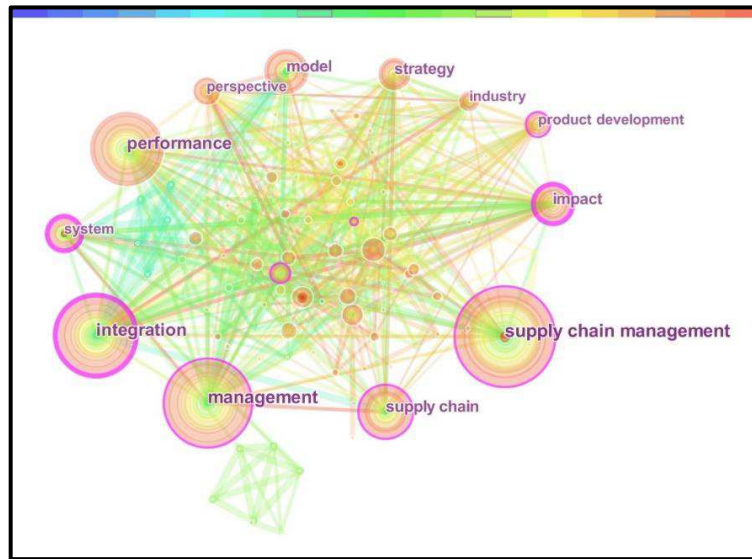 model
strategy
perspective
industry
product development
performance
impact
system
integration
supply chain management
management
supply chain